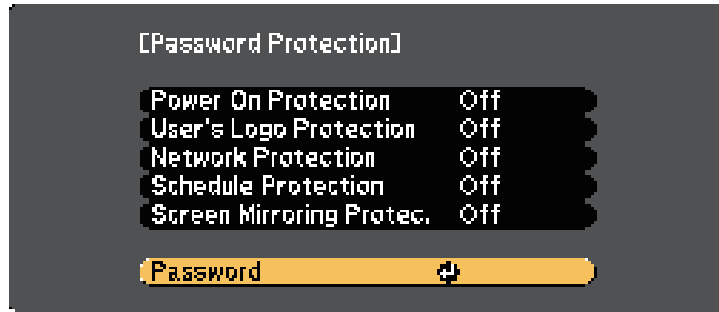 [Password Protection]
Power On Protection Off
User's Logo Protection Off
Network Protection Off
Schedule Protection Off
Screen Mirroring Protec. Off
Password